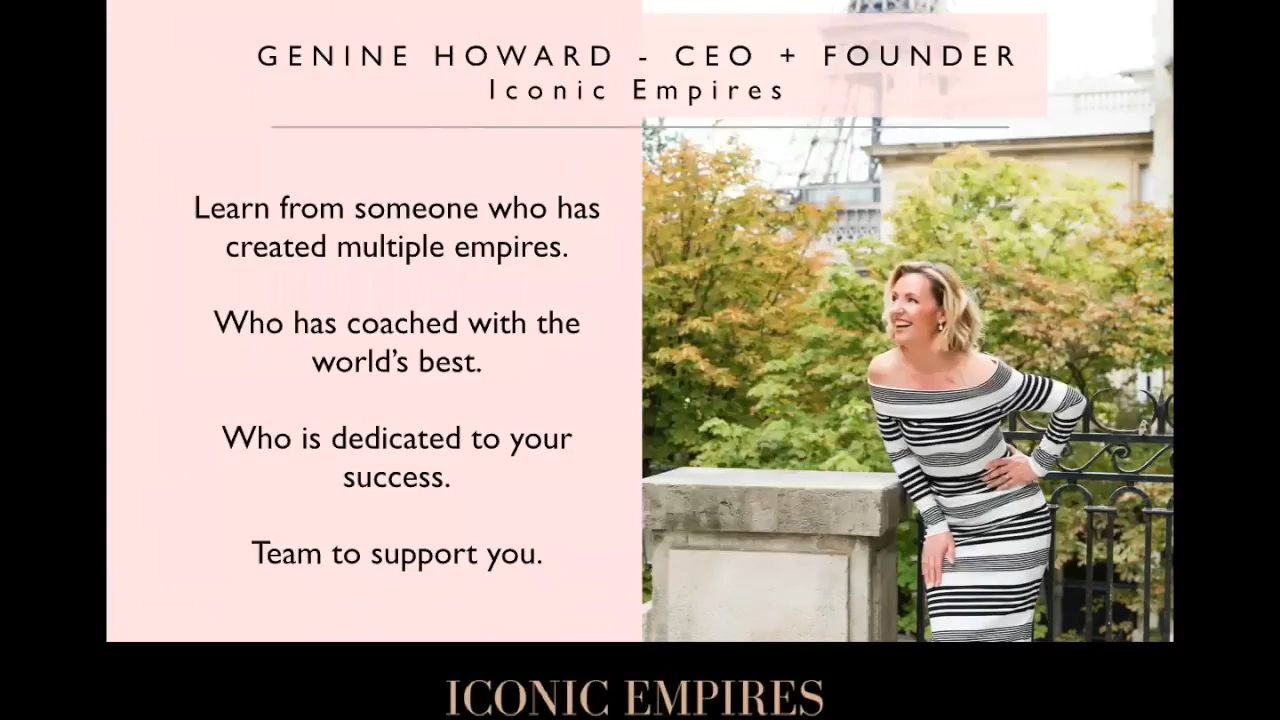 GENINE HOWARD - CEO + FOUNDER
Iconic Empires
Learn from someone who has
created multiple empires.
Who has coached with the
world's best.
Who is dedicated to your
success.
Team to support you.
ICONIC EMPIRES